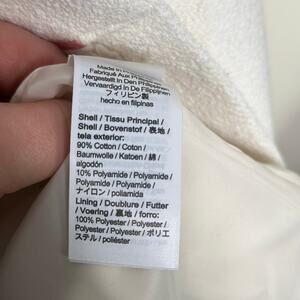 Made in
Fabriqué Aux Philippines
Hergestellt In Den Philippinen
Vervaardigd In De Filippijnen
フィリピン製
hecho en filipinas
Shell / Tissu Principal /
Shell / Bovenstof / 表地 /
tela exterior:
90% Cotton / Coton /
Baumwolle / Katoen / 綿 /
algodón
10% Polyamide / Polyamide /
Polyamide / Polyamide /
ナイロン / poliamida
Lining / Doublure / Futter
/ Voering / 裏地 / forro:
100% Polyester / Polyester /
Polyester / Polyester / ポリエ
ステル / poliéster